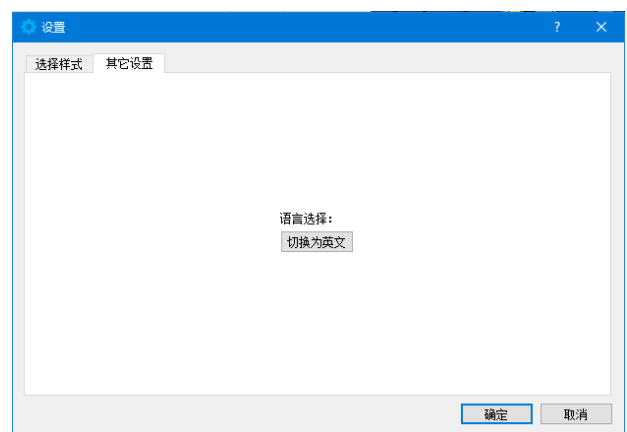 设置
选择样式 其它设置
语言选择:
切换为英文
确定 取消